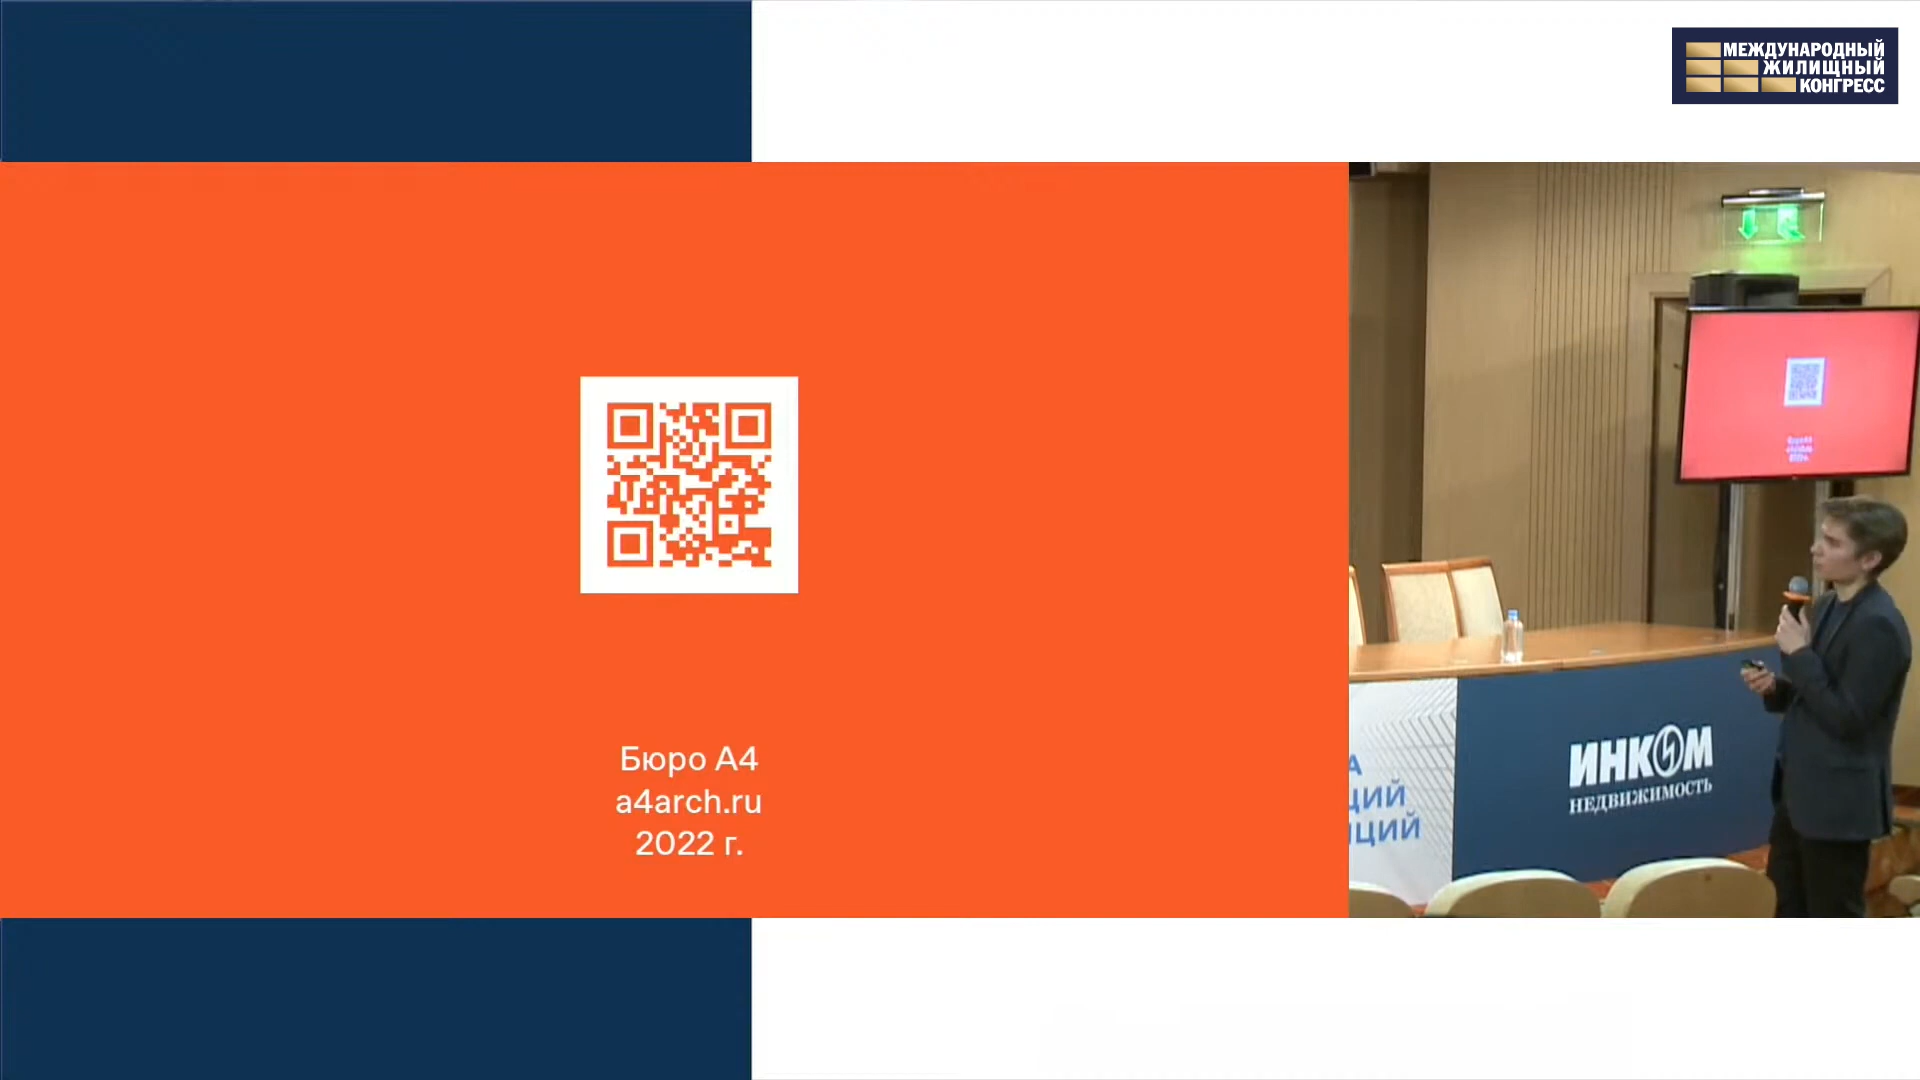 МЕЖДУНАРОДНЫЙ
ЖИЛИЩНЫЙ
КОНГРЕСС
Бюро А4
a4arch.ru
2022 г.
ИНКОМ
НЕДВИЖИМОСТЬ